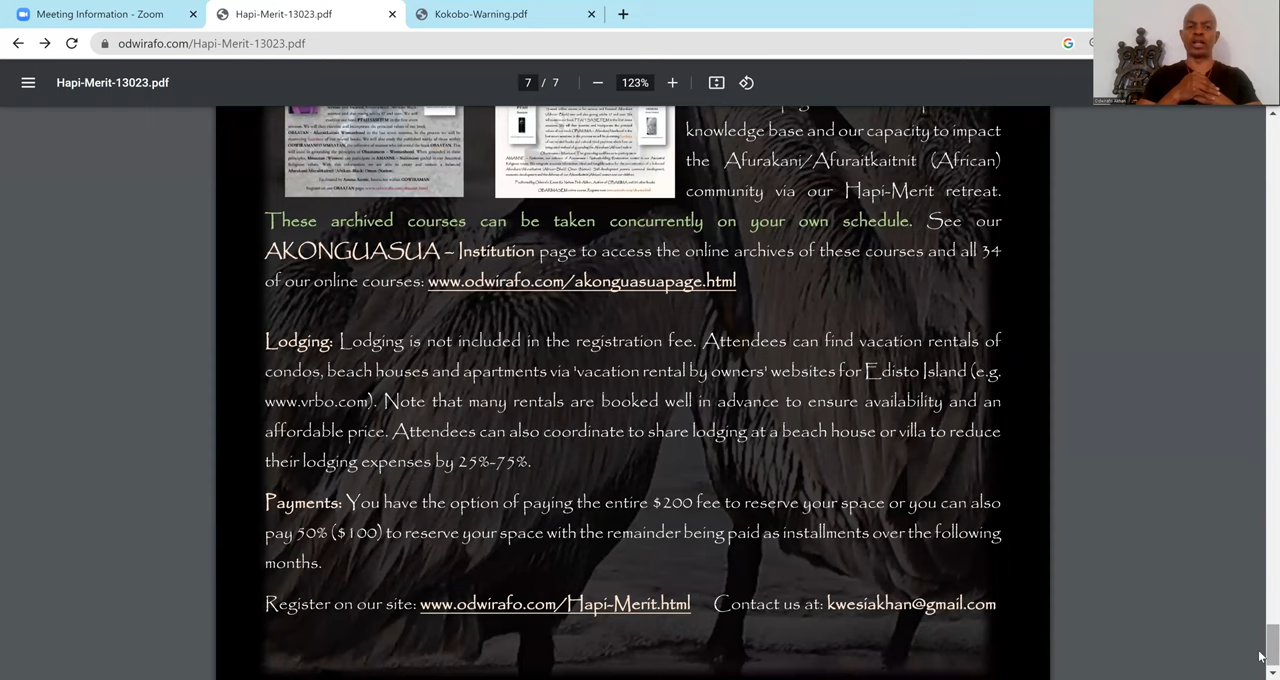 Meeting Information - Zoom
Hapi-Merit-13023.pdf
Kokobo-Warning.pdf
odwirafo.com/Hapi-Merit-13023.pdf
Hapi-Merit-13023.pdf
7 / 7
123%
knowledge base and our capacity to impact
the Afurakani/Afuraitkaitnit (African)
community via our Hapi-Merit retreat.
These archived courses can be taken concurrently on your own schedule. See our
AKONGUASUA – Institution page to access the online archives of these courses and all 34
of our online courses: www.odwirafo.com/akonguasuapage.html
Lodging: Lodging is not included in the registration fee. Attendees can find vacation rentals of
condos, beach houses and apartments via 'vacation rental by owners' websites for Edisto Island (e.g.
www.vrbo.com). Note that many rentals are booked well in advance to ensure availability and an
affordable price. Attendees can also coordinate to share lodging at a beach house or villa to reduce
their lodging expenses by 25%-75%.
Payments: You have the option of paying the entire $200 fee to reserve your space or you can also
pay 50% ($100) to reserve your space with the remainder being paid as installments over the following
months.
Register on our site: www.odwirafo.com/Hapi-Merit.html Contact us at: kwesiakhan@gmail.com